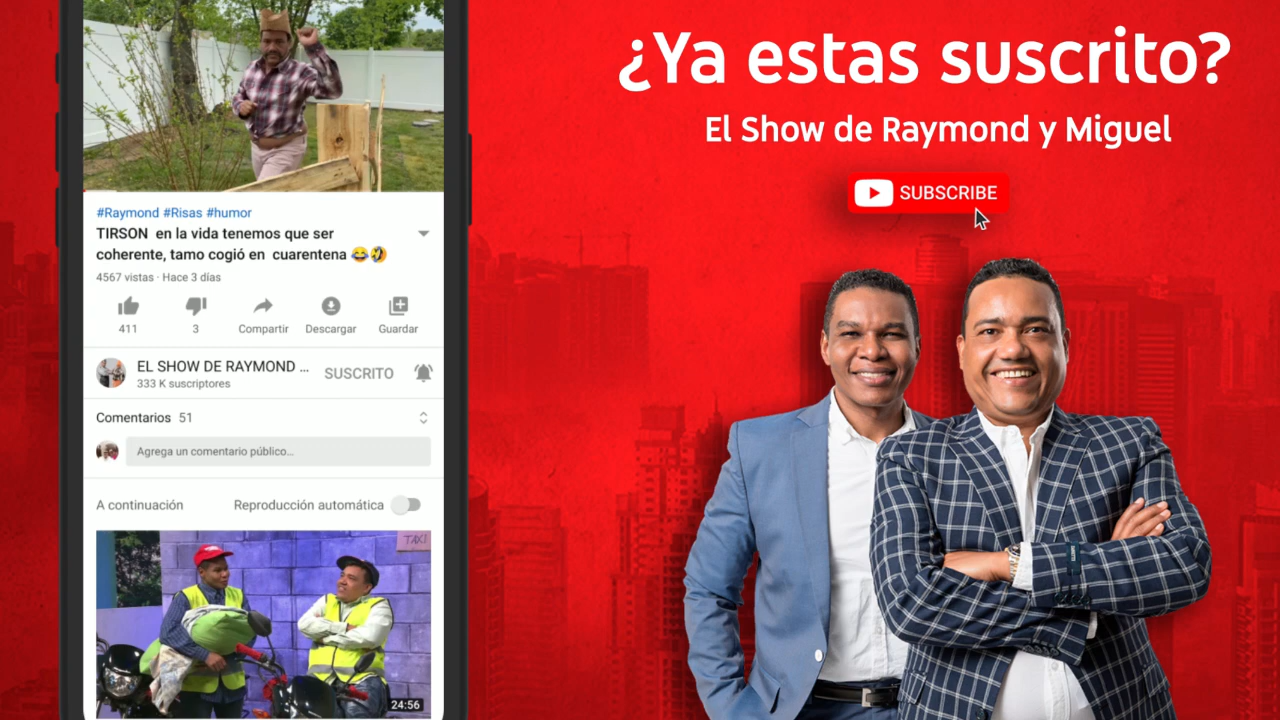 #Raymond #Risas #humor
TIRSON en la vida tenemos que ser
coherente, tamo cogió en cuarentena 😂🤣
4567 vistas · Hace 3 días
411
3
Compartir
Descargar
Guardar
EL SHOW DE RAYMOND ...
333 K suscriptores
SUSCRITO
Comentarios 51
Agrega un comentario público...
A continuación
Reproducción automática
TAXI
24:56
¿Ya estas suscrito?
El Show de Raymond y Miguel
SUBSCRIBE